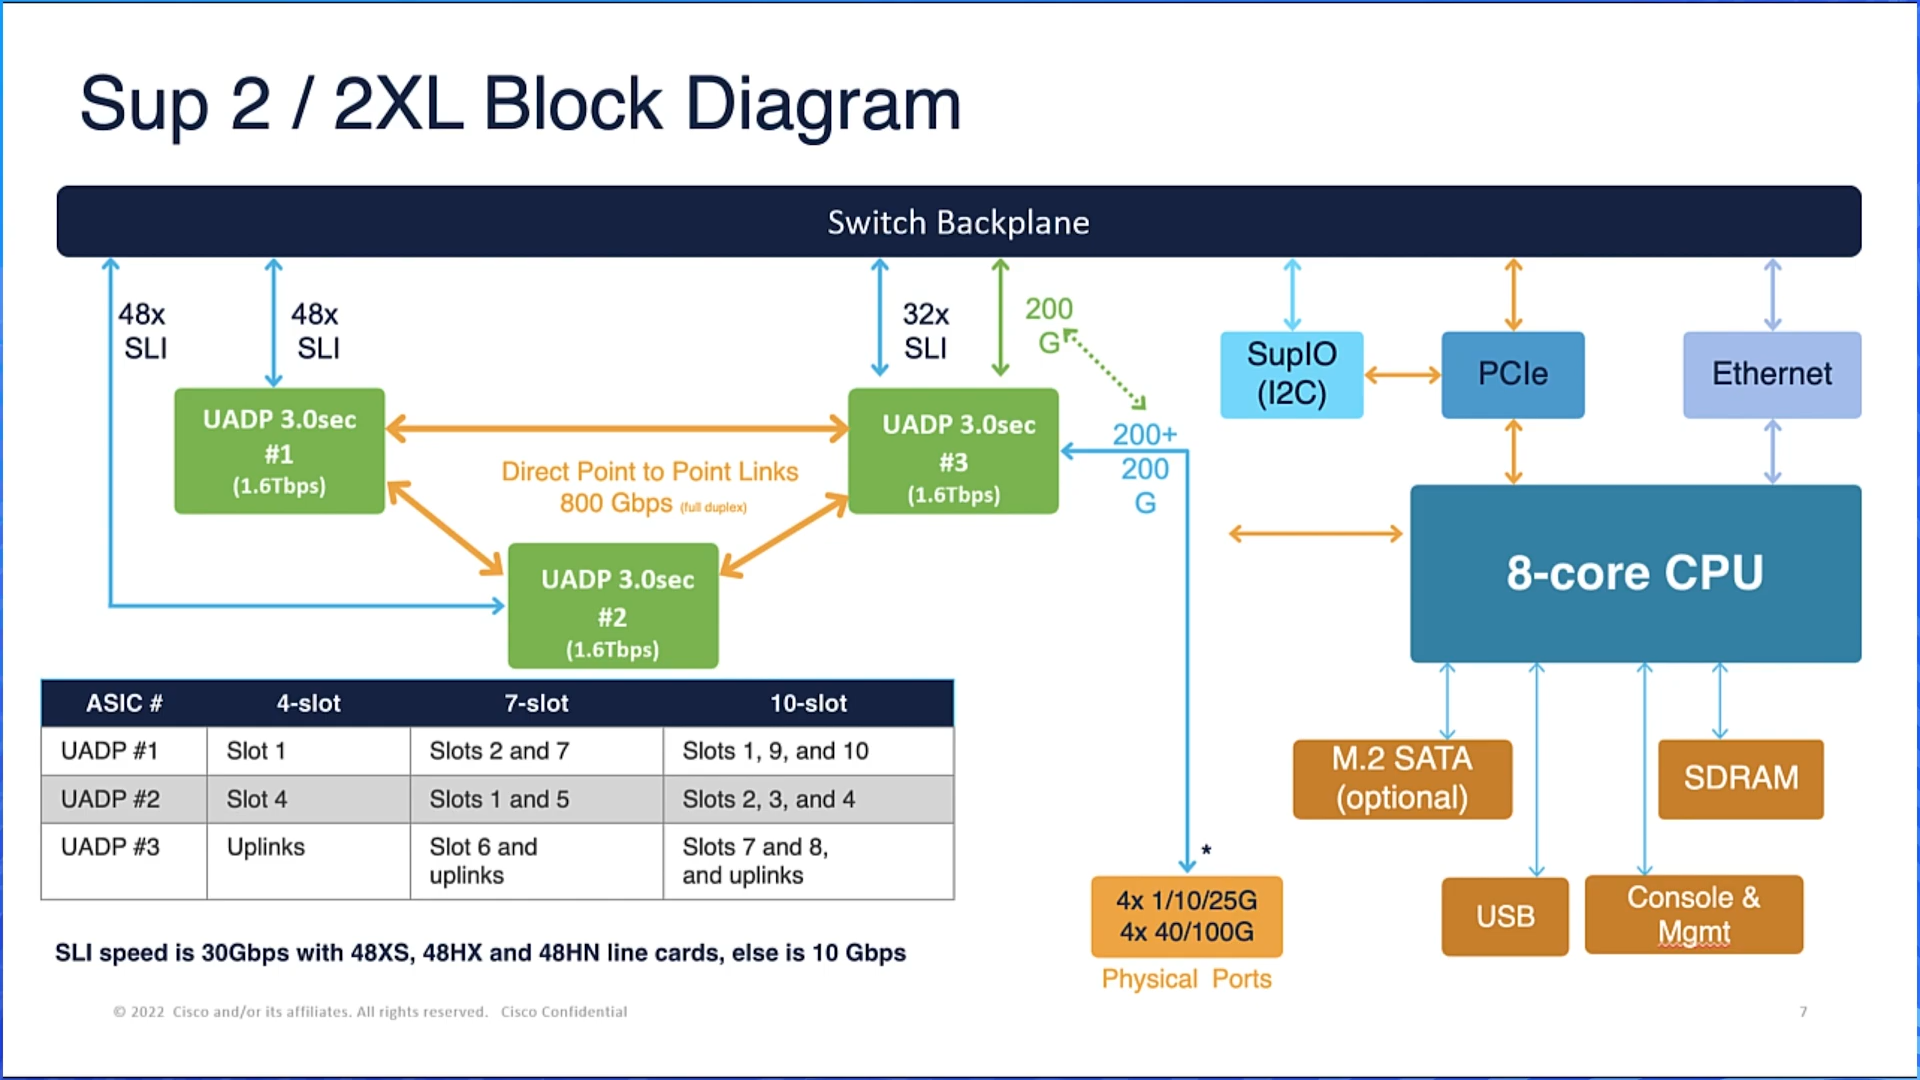 Sup 2 / 2XL Block Diagram
Switch Backplane
48x
SLI
48x
SLI
32x
SLI
200
G
SupIO
(I2C)
PCIe
Ethernet
UADP 3.0sec
#1
(1.6Tbps)
UADP 3.0sec
#3
(1.6Tbps)
200+
200
G
Direct Point to Point Links
800 Gbps (full duplex)
UADP 3.0sec
#2
(1.6Tbps)
8-core CPU
ASIC # 4-slot 7-slot 10-slot
UADP #1 Slot 1 Slots 2 and 7 Slots 1, 9, and 10
UADP #2 Slot 4 Slots 1 and 5 Slots 2, 3, and 4
UADP #3 Uplinks Slot 6 and Slots 7 and 8,
uplinks and uplinks
M.2 SATA
(optional)
SDRAM
*
4x 1/10/25G
4x 40/100G
Physical Ports
USB
Console &
Mgmt
SLI speed is 30Gbps with 48XS, 48HX and 48HN line cards, else is 10 Gbps
© 2022 Cisco and/or its affiliates. All rights reserved. Cisco Confidential
7